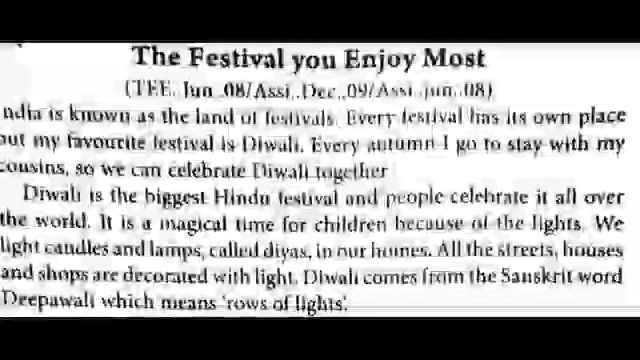 The Festival you Enjoy Most
(TEE. Jun .08/Assi..Dec..09/Assi..jun..08)
ndia is known as the land of festivals. Every festival has its own place
out my favourite festival is Diwali. Every autumn I go to stay with my
cousins, so we can celebrate Diwali together
Diwali is the biggest Hindu festival and people celebrate it all over
the world. It is a magical time for children because of the lights. We
light candles and lamps, called diyas, in our homes. All the streets, houses
and shops are decorated with light. Diwali comes from the Sanskrit word
Deepawali which means 'rows of lights'.